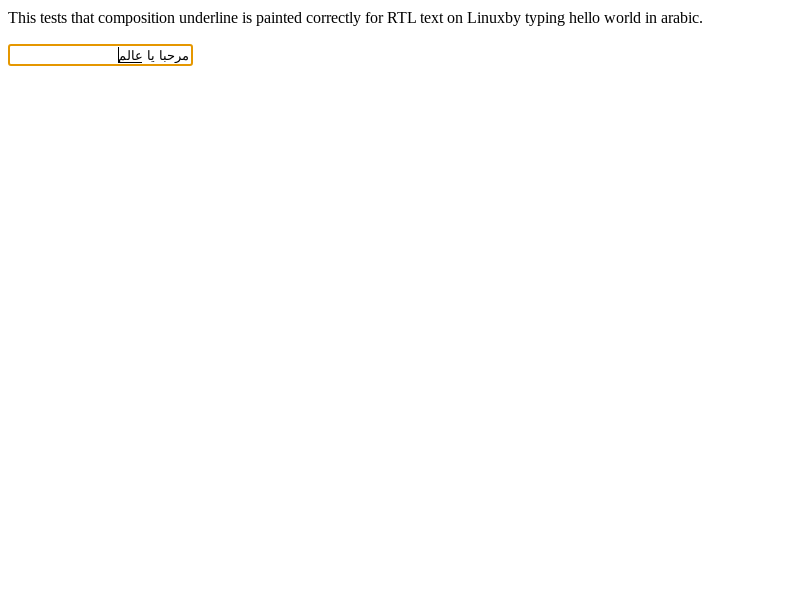 This tests that composition underline is painted correctly for RTL text on Linuxby typing hello world in arabic.
مرحبا يا عالم